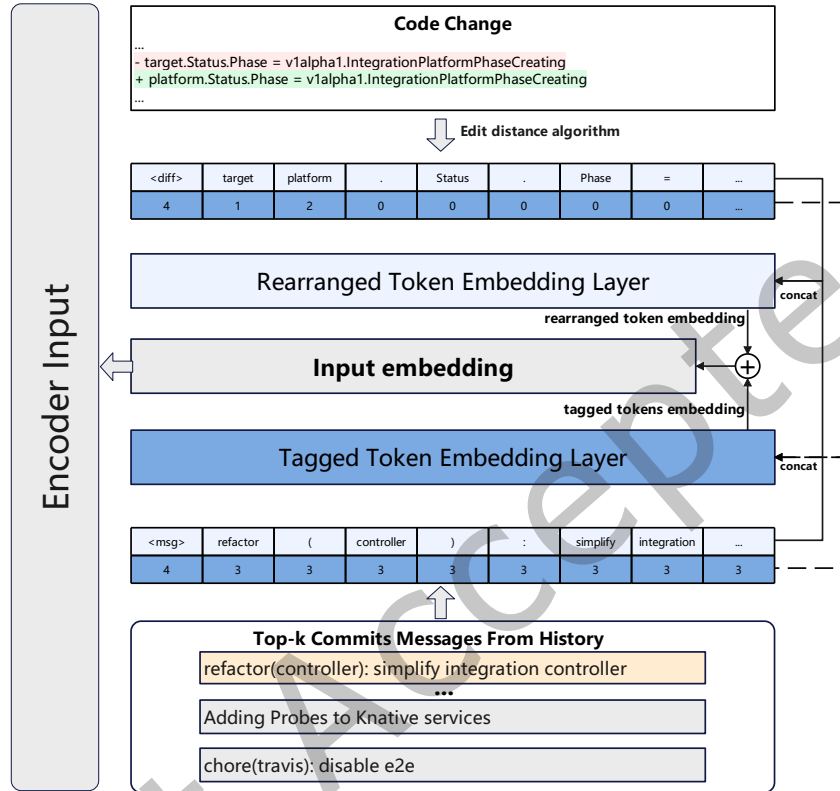 Encoder Input
Code Change
...
- target.Status.Phase = v1alpha1.IntegrationPlatformPhaseCreating
+ platform.Status.Phase = v1alpha1.IntegrationPlatformPhaseCreating
...
Edit distance algorithm
<diff> target platform . Status . Phase = ...
4 1 2 0 0 0 0 0 ...
Rearranged Token Embedding Layer
concat
rearranged token embedding
Input embedding
+
tagged tokens embedding
Tagged Token Embedding Layer
concat
<msg> refactor ( controller ) : simplify integration ...
4 3 3 3 3 3 3 3 3
Top-k Commits Messages From History
refactor(controller): simplify integration controller
...
Adding Probes to Knative services
chore(travis): disable e2e